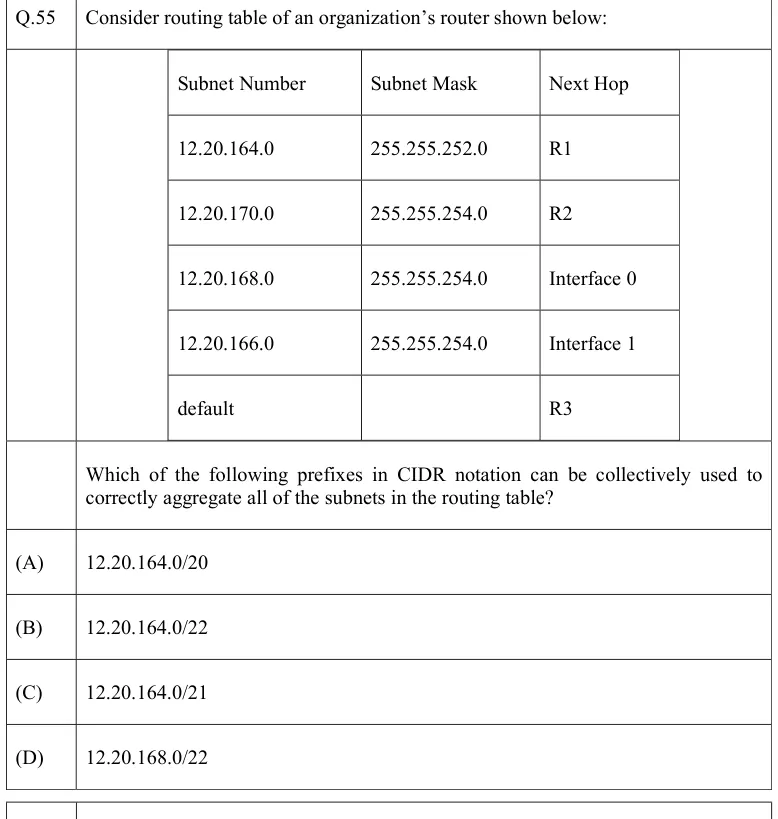 Q.55 Consider routing table of an organization’s router shown below:
Subnet Number Subnet Mask Next Hop
12.20.164.0 255.255.252.0 R1
12.20.170.0 255.255.254.0 R2
12.20.168.0 255.255.254.0 Interface 0
12.20.166.0 255.255.254.0 Interface 1
default R3
Which of the following prefixes in CIDR notation can be collectively used to
correctly aggregate all of the subnets in the routing table?
(A) 12.20.164.0/20
(B) 12.20.164.0/22
(C) 12.20.164.0/21
(D) 12.20.168.0/22